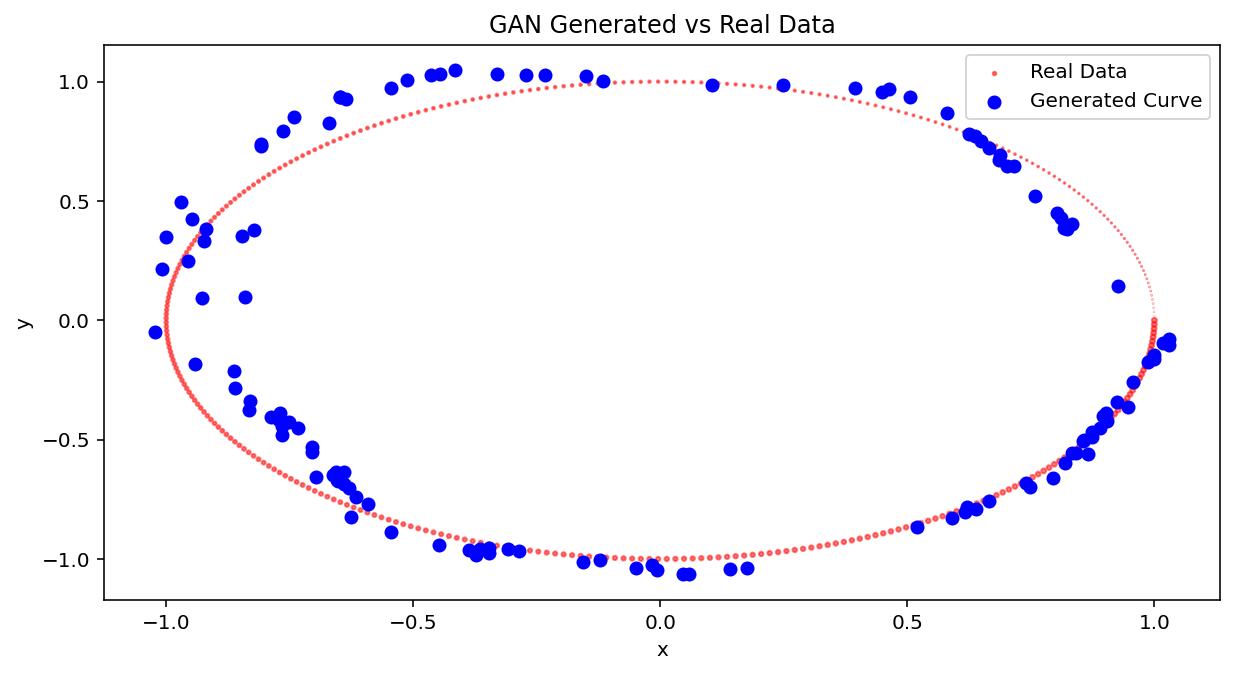 GAN Generated vs Real Data
Real Data
Generated Curve
y
1.0
0.5
0.0
−0.5
−1.0
−1.0 −0.5 0.0 0.5 1.0
x